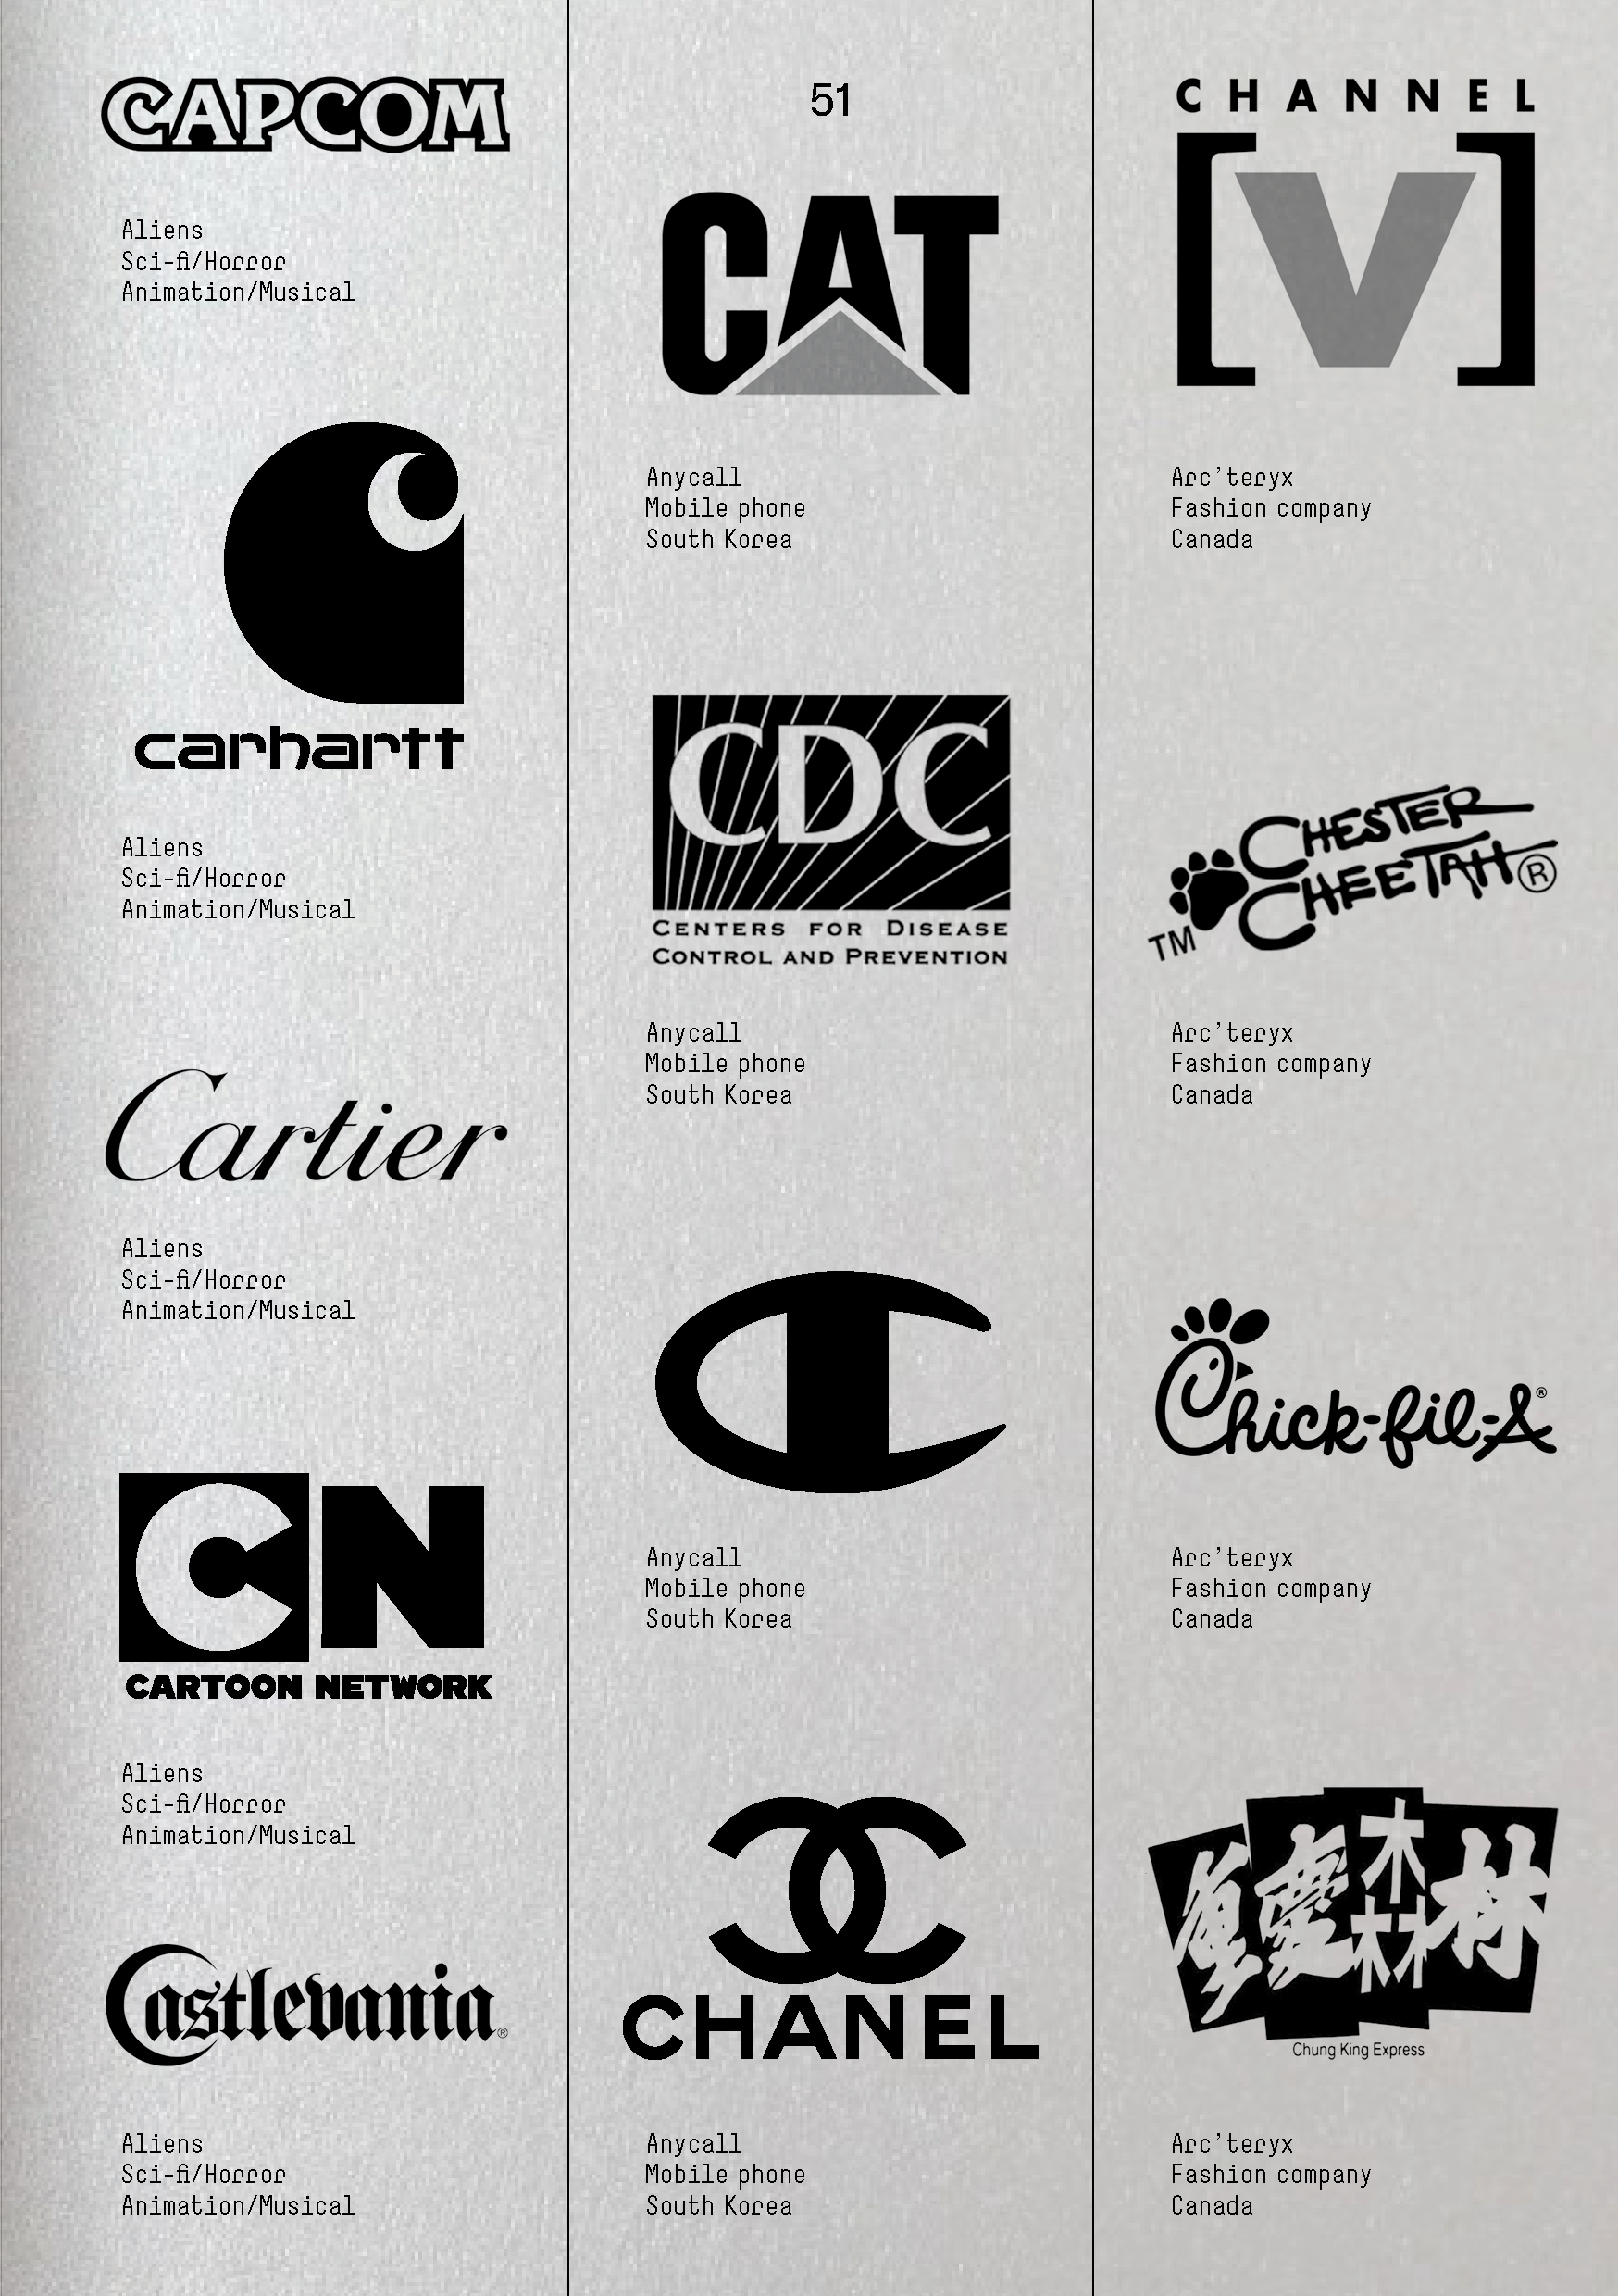 CAPCOM
Aliens
Sci-fi/Horror
Animation/Musical
carhartt
Aliens
Sci-fi/Horror
Animation/Musical
Cartier
Aliens
Sci-fi/Horror
Animation/Musical
CN
CARTOON NETWORK
Aliens
Sci-fi/Horror
Animation/Musical
Castlevania®
Aliens
Sci-fi/Horror
Animation/Musical
51
CAT
Anycall
Mobile phone
South Korea
CDC
CENTERS FOR DISEASE
CONTROL AND PREVENTION
Anycall
Mobile phone
South Korea
C
Anycall
Mobile phone
South Korea
CHANEL
Anycall
Mobile phone
South Korea
CHANNEL
[V]
Arc’teryx
Fashion company
Canada
CHESTER
CHEETAH®
TM
Arc’teryx
Fashion company
Canada
Chick-fil-A®
Arc’teryx
Fashion company
Canada
重慶森林
Chung King Express
Arc’teryx
Fashion company
Canada